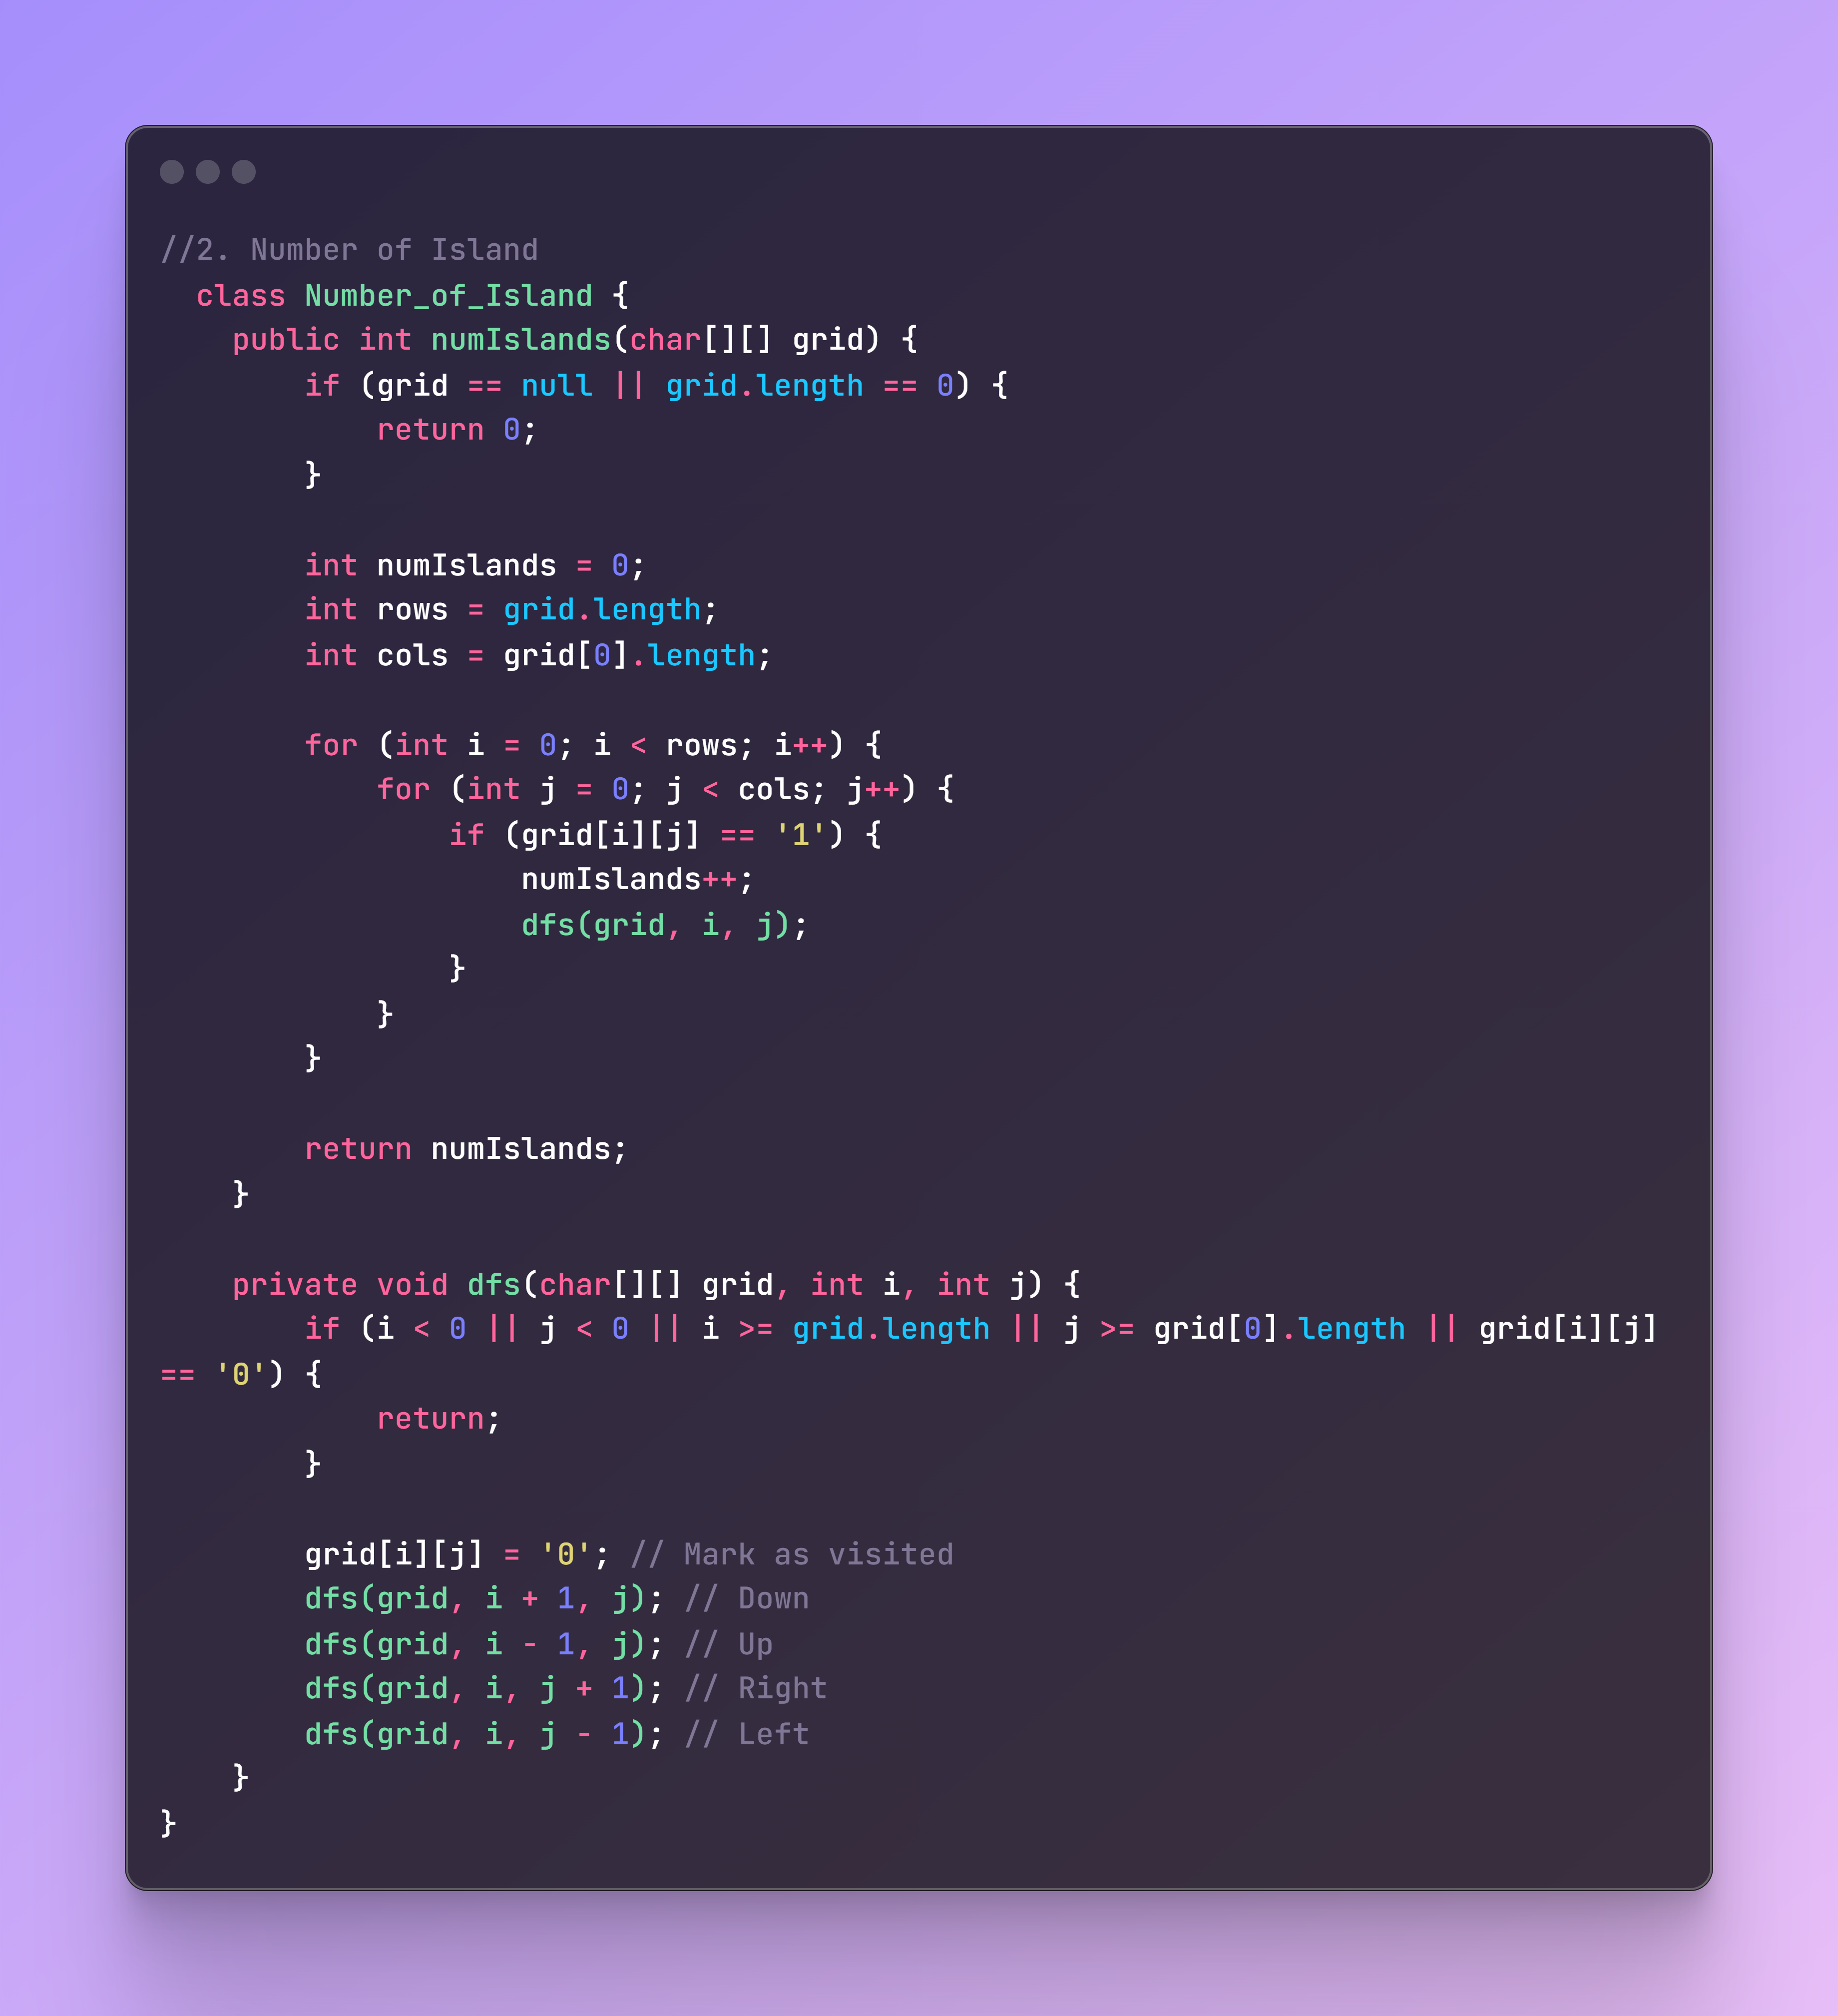 //2. Number of Island
  class Number_of_Island {
    public int numIslands(char[][] grid) {
        if (grid == null || grid.length == 0) {
            return 0;
        }

        int numIslands = 0;
        int rows = grid.length;
        int cols = grid[0].length;

        for (int i = 0; i < rows; i++) {
            for (int j = 0; j < cols; j++) {
                if (grid[i][j] == '1') {
                    numIslands++;
                    dfs(grid, i, j);
                }
            }
        }

        return numIslands;
    }

    private void dfs(char[][] grid, int i, int j) {
        if (i < 0 || j < 0 || i >= grid.length || j >= grid[0].length || grid[i][j]
== '0') {
            return;
        }

        grid[i][j] = '0'; // Mark as visited
        dfs(grid, i + 1, j); // Down
        dfs(grid, i - 1, j); // Up
        dfs(grid, i, j + 1); // Right
        dfs(grid, i, j - 1); // Left
    }
}